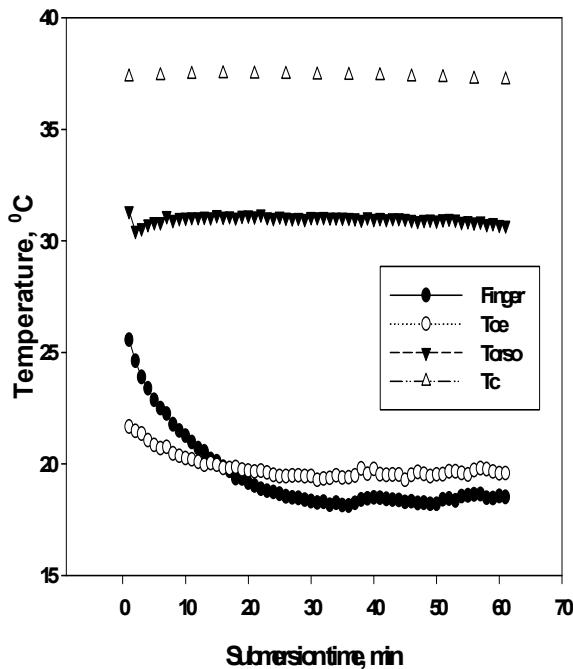 40
35
30
25
20
15
Temperature, ⁰C
Finger
Toe
Torso
Tc
0 10 20 30 40 50 60 70
Submersion time, min